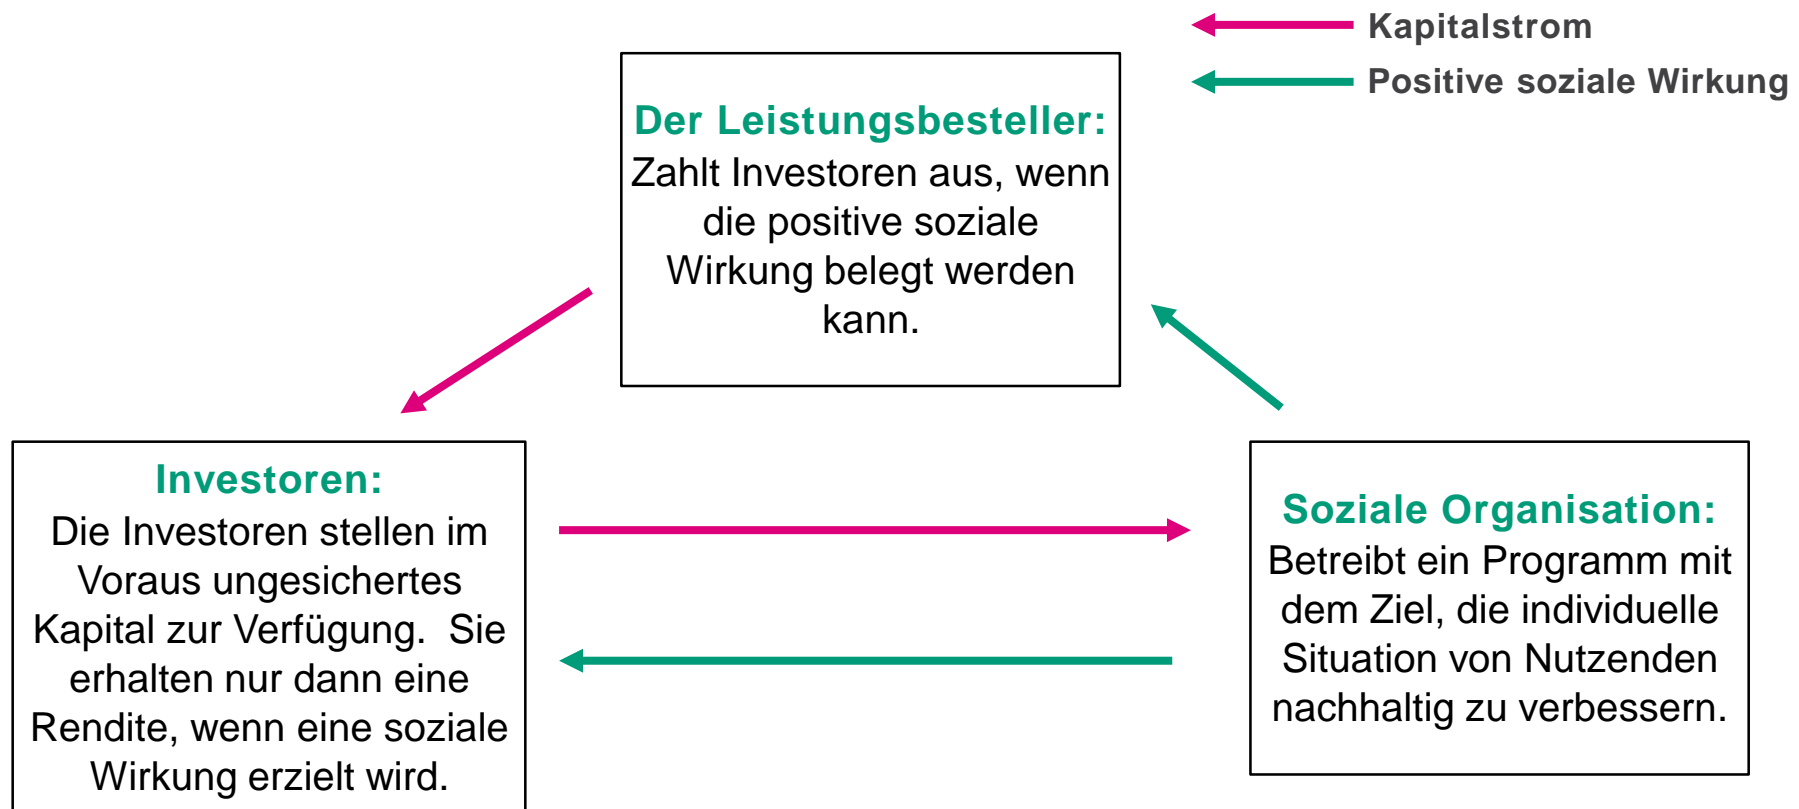 Kapitalstrom
Positive soziale Wirkung
Der Leistungsbesteller:
Zahlt Investoren aus, wenn
die positive soziale
Wirkung belegt werden
kann.
Investoren:
Die Investoren stellen im
Voraus ungesichertes
Kapital zur Verfügung.  Sie
erhalten nur dann eine
Rendite, wenn eine soziale
Wirkung erzielt wird.
Soziale Organisation:
Betreibt ein Programm mit
dem Ziel, die individuelle
Situation von Nutzenden
nachhaltig zu verbessern.